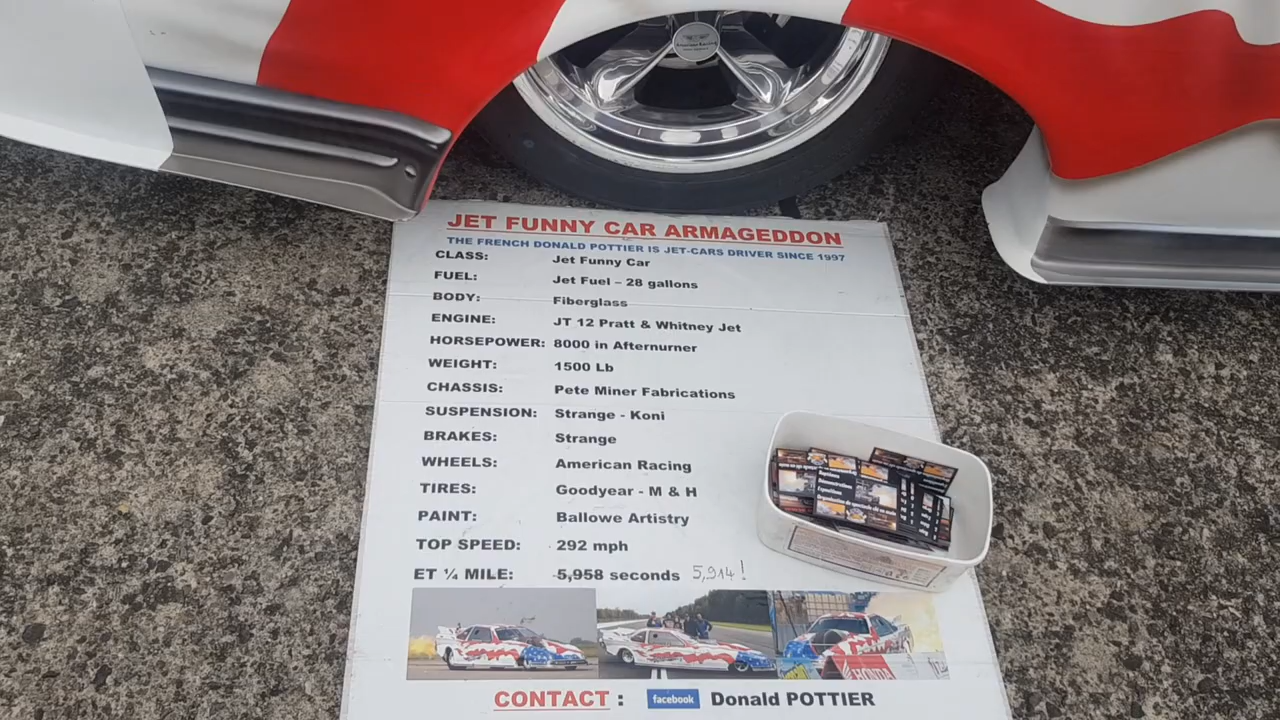 American Racing
JET FUNNY CAR ARMAGEDDON
THE FRENCH DONALD POTTIER IS JET-CARS DRIVER SINCE 1997
CLASS: Jet Funny Car
FUEL: Jet Fuel – 28 gallons
BODY: Fiberglass
ENGINE: JT 12 Pratt & Whitney Jet
HORSEPOWER: 8000 in Afternurner
WEIGHT: 1500 Lb
CHASSIS: Pete Miner Fabrications
SUSPENSION: Strange - Koni
BRAKES: Strange
WHEELS: American Racing
TIRES: Goodyear - M & H
PAINT: Ballowe Artistry
TOP SPEED: 292 mph
ET ¼ MILE: 5,958 seconds 5,914 !
HONDA
CONTACT : facebook Donald POTTIER